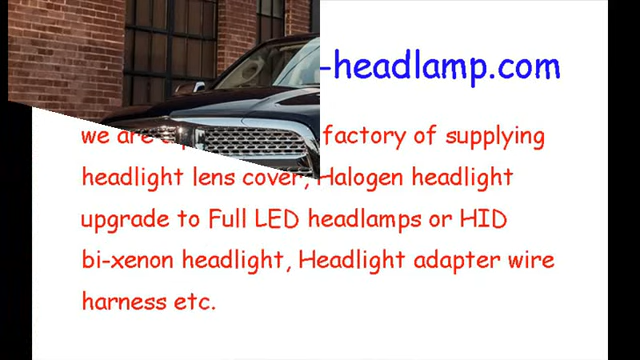 -headlamp.com
we are factory of supplying
headlight lens cover, Halogen headlight
upgrade to Full LED headlamps or HID
bi-xenon headlight, Headlight adapter wire
harness etc.